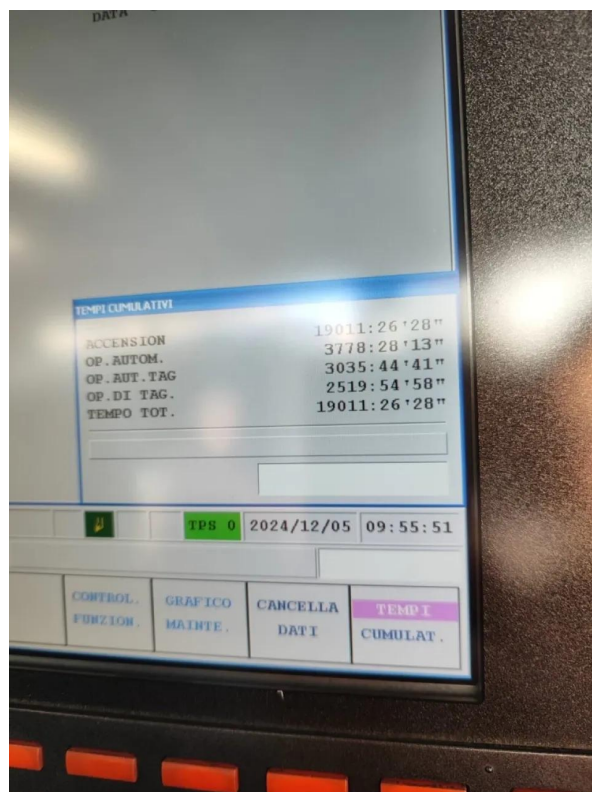 DATA
TEMPI CUMULATIVI
ACCENSION 19011:26'28"
OP.AUTOM. 3778:28'13"
OP.AUT.TAG 3035:44'41"
OP.DI TAG. 2519:54'58"
TEMPO TOT. 19011:26'28"
TPS 0 2024/12/05 09:55:51
CONTROL. GRAFICO CANCELLA TEMPI
FUNZION. MAINTE. DATI CUMULAT.